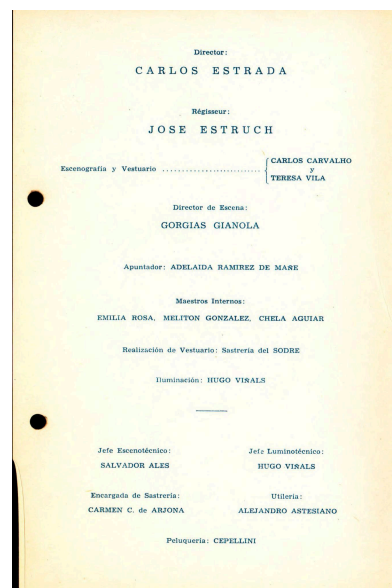 Director:
CARLOS ESTRADA
Régisseur:
JOSE ESTRUCH
Escenografía y Vestuario ........................... { CARLOS CARVALHO
y
TERESA VILA
Director de Escena:
GORGIAS GIANOLA
Apuntador: ADELAIDA RAMIREZ DE MAÑE
Maestros Internos:
EMILIA ROSA, MELITON GONZALEZ, CHELA AGUIAR
Realización de Vestuario: Sastrería del SODRE
Iluminación: HUGO VIÑALS
Jefe Escenotécnico: Jefe Luminotécnico:
SALVADOR ALES HUGO VIÑALS
Encargada de Sastrería: Utilería:
CARMEN C. de ARJONA ALEJANDRO ASTESIANO
Peluquería: CEPELLINI